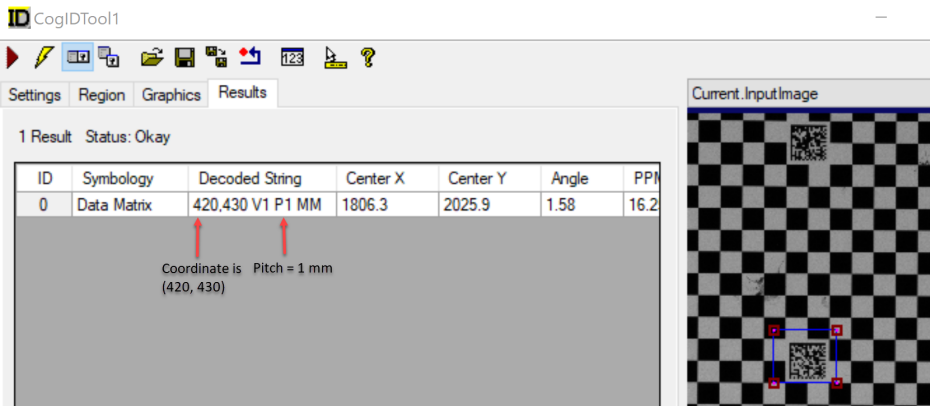 ID CogIDTool1
123
Settings Region Graphics Results
Current.InputImage
1 Result Status: Okay
ID Symbology Decoded String Center X Center Y Angle
0 Data Matrix 420,430 V1 P1 MM 1806.3 2025.9 1.58
Coordinate is Pitch = 1 mm
(420, 430)